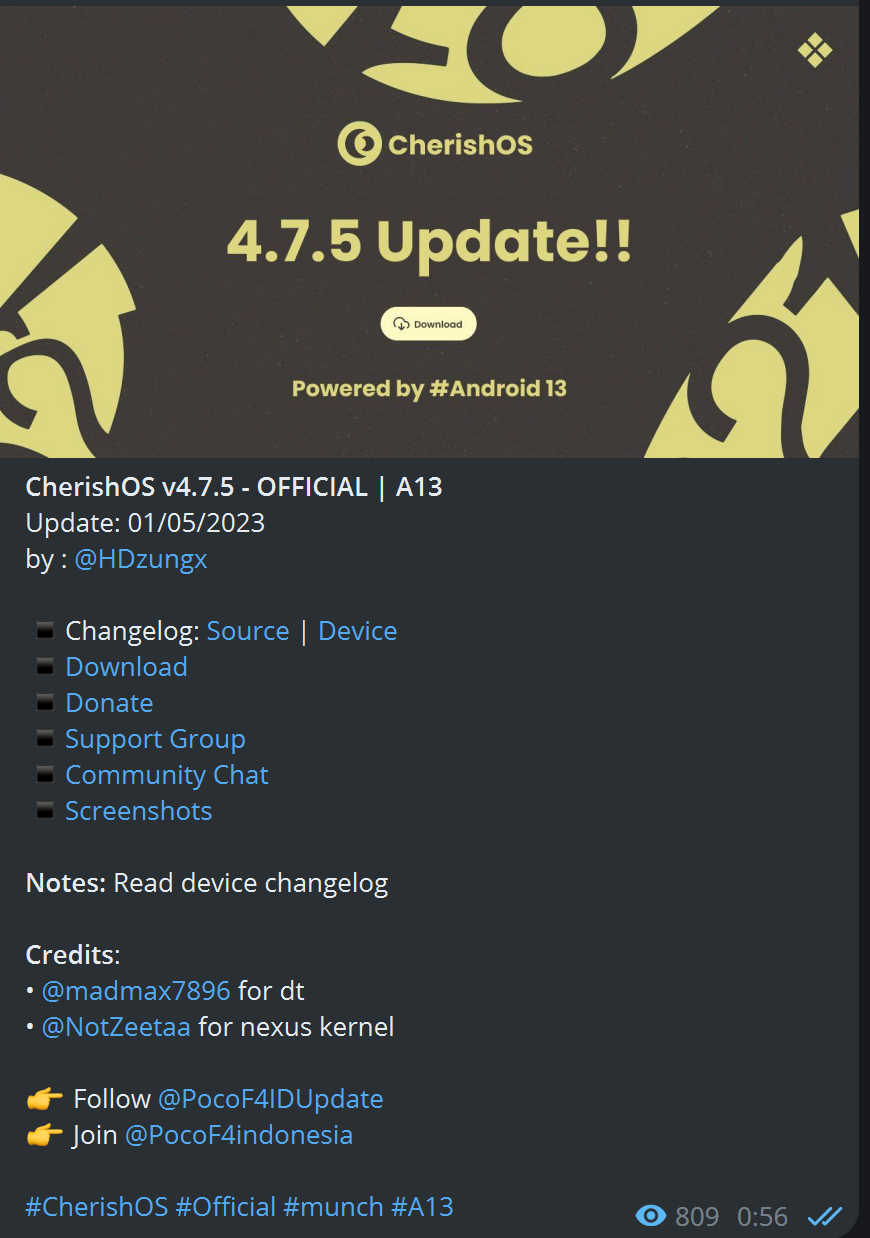 CherishOS
4.7.5 Update!!
Download
Powered by #Android 13
CherishOS v4.7.5 - OFFICIAL | A13
Update: 01/05/2023
by : @HDzungx
▪️ Changelog: Source | Device
▪️ Download
▪️ Donate
▪️ Support Group
▪️ Community Chat
▪️ Screenshots
Notes: Read device changelog
Credits:
• @madmax7896 for dt
• @NotZeetaa for nexus kernel
👉 Follow @PocoF4IDUpdate
👉 Join @PocoF4indonesia
#CherishOS #Official #munch #A13
809 0:56